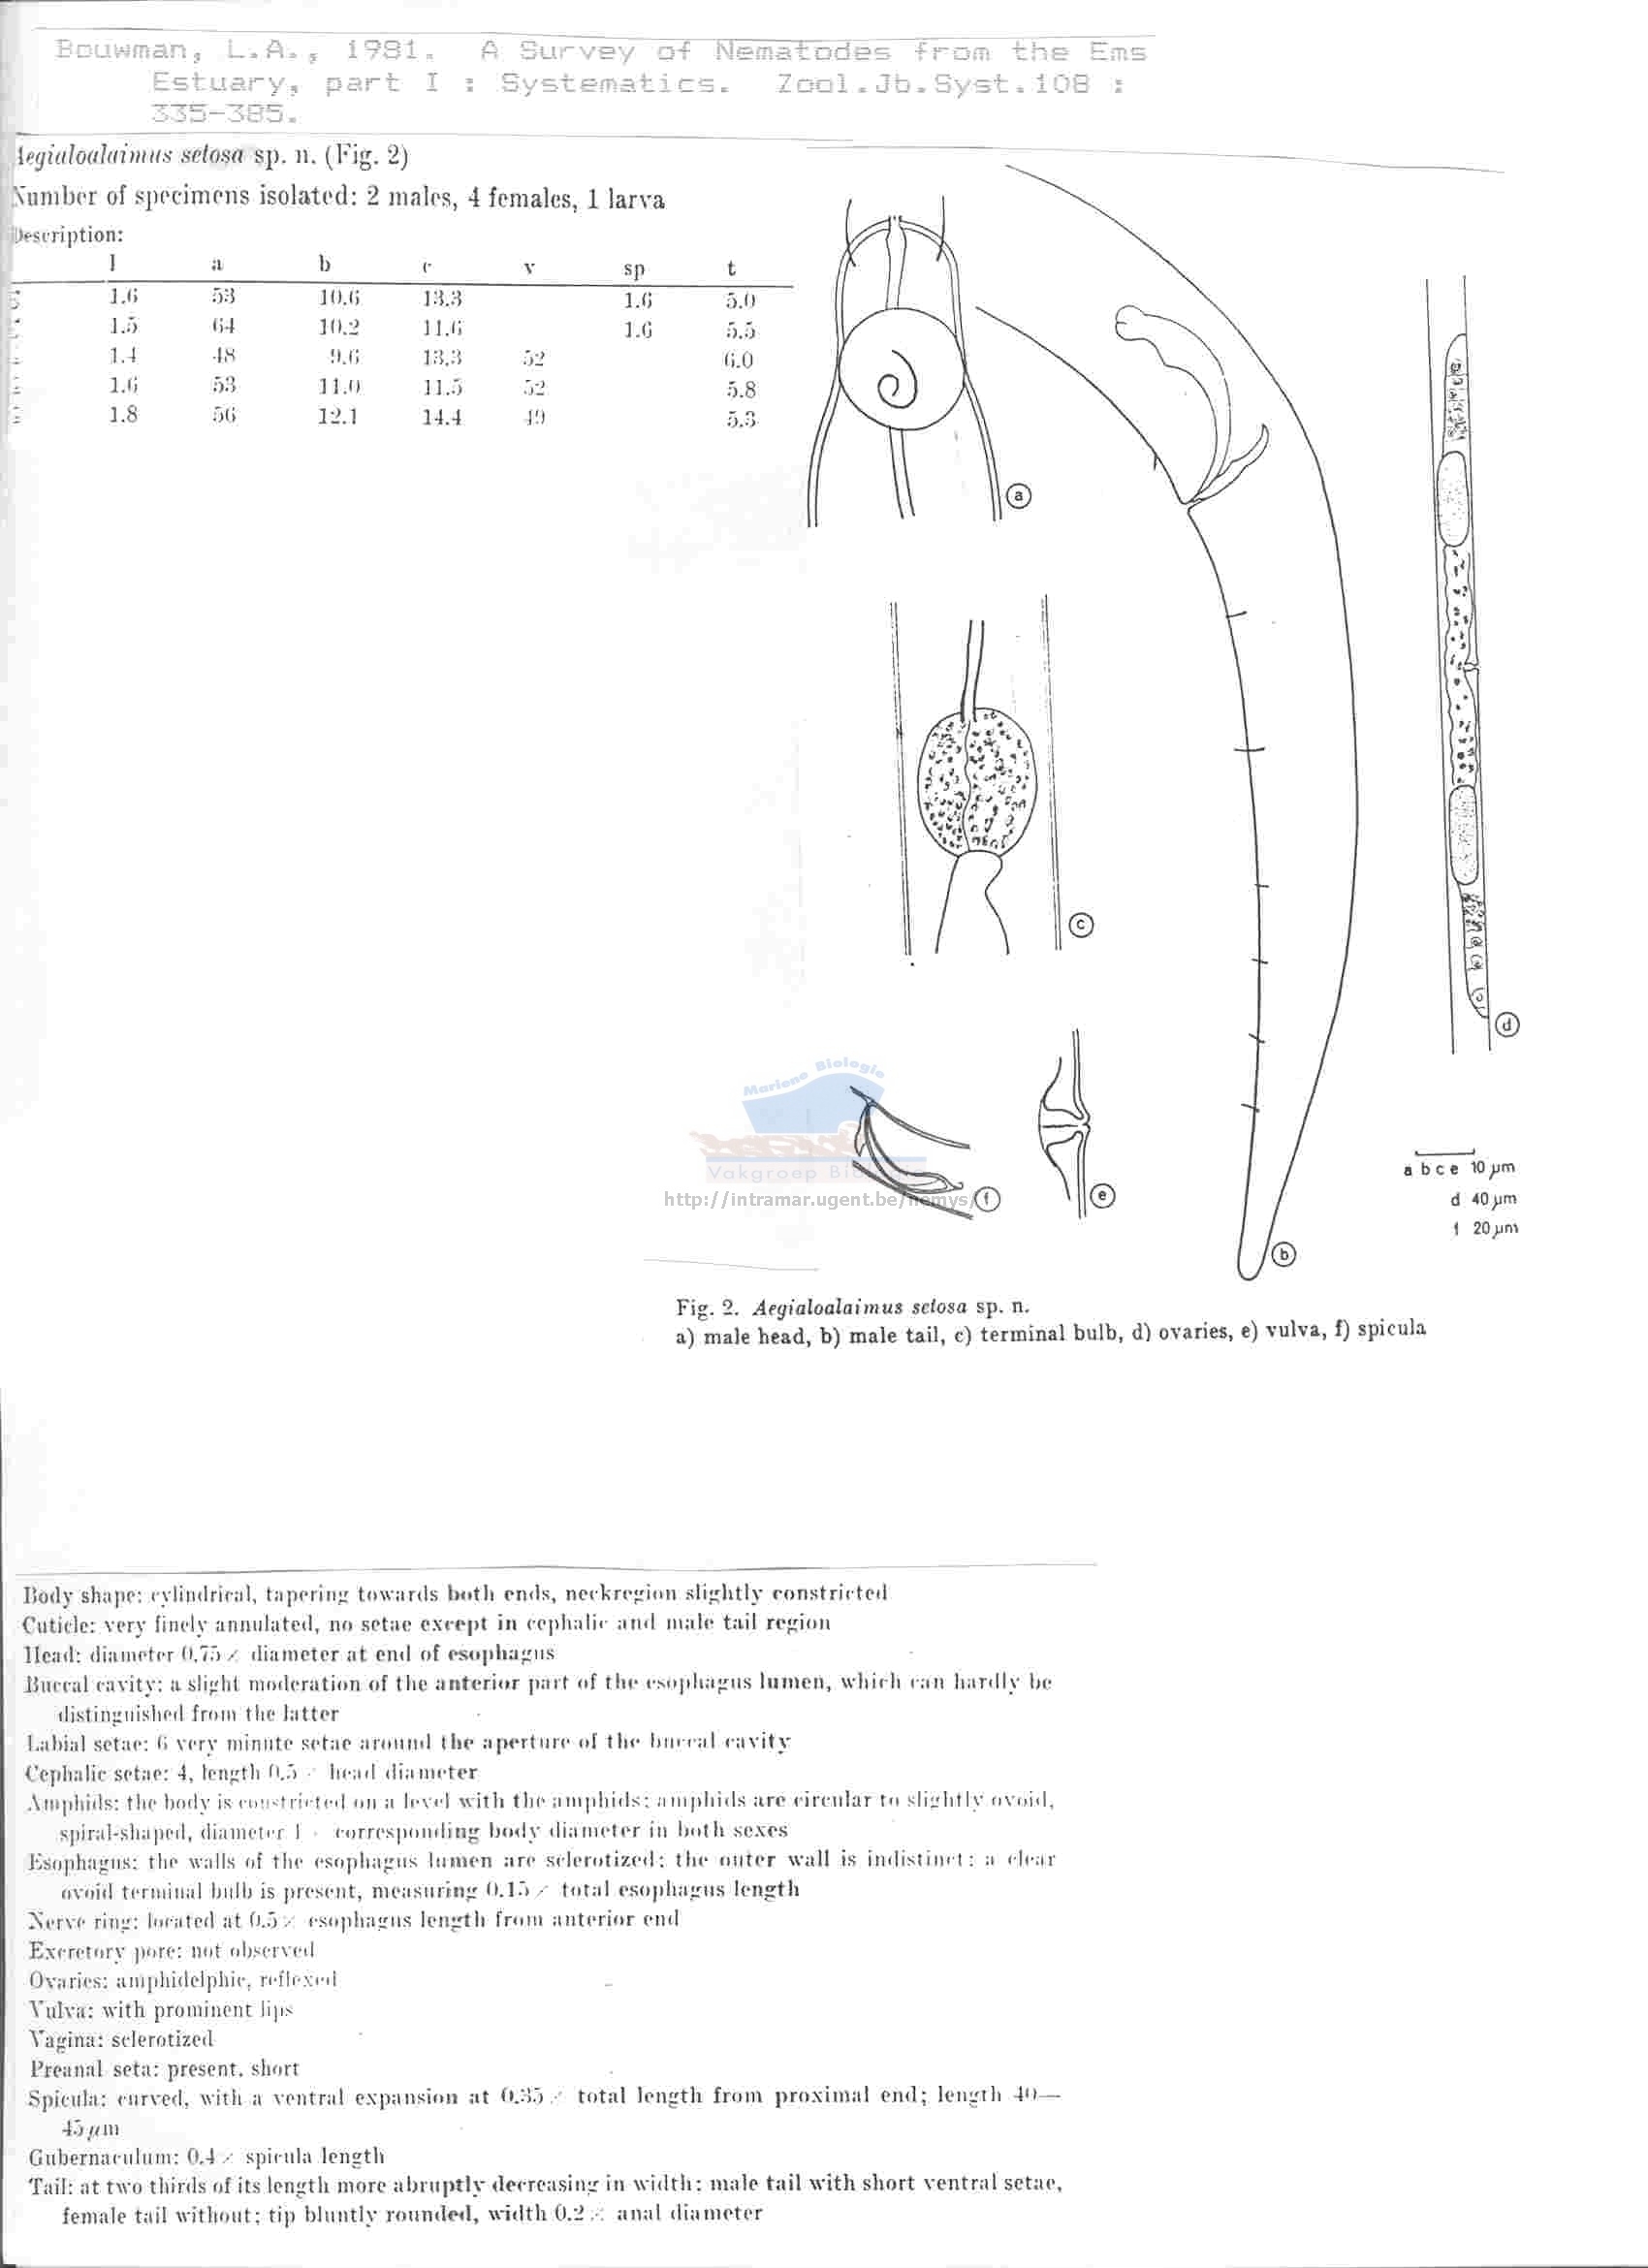 Bouwman, L.A., 1981. A Survey of Nematodes from the Ems
Estuary, part I : Systematics. Zool.Jb.Syst.108 :
335-385.
Aegialoalaimus setosa sp. n. (Fig. 2)
Number of specimens isolated: 2 males, 4 females, 1 larva
Description:
l a b c v sp t
1.6 53 10.6 13.3 1.6 5.0
1.5 64 10.2 11.6 1.6 5.5
1.4 48 9.6 13.3 52 6.0
1.6 53 11.0 11.5 52 5.8
1.8 56 12.1 14.4 49 5.3
a
c
d
f
e
b
Mariene Biologie
Vakgroep Bi
http://intramar.ugent.be/nemys/
a b c e 10 µm
d 40 µm
f 20 µm
Fig. 2. Aegialoalaimus setosa sp. n.
a) male head, b) male tail, c) terminal bulb, d) ovaries, e) vulva, f) spicula
Body shape: cylindrical, tapering towards both ends, neckregion slightly constricted
Cuticle: very finely annulated, no setae except in cephalic and male tail region
Head: diameter 0.75 × diameter at end of esophagus
Buccal cavity: a slight moderation of the anterior part of the esophagus lumen, which can hardly be
distinguished from the latter
Labial setae: 6 very minute setae around the aperture of the buccal cavity
Cephalic setae: 4, length 0.5 × head diameter
Amphids: the body is constricted on a level with the amphids; amphids are circular to slightly ovoid,
spiral-shaped, diameter 1 × corresponding body diameter in both sexes
Esophagus: the walls of the esophagus lumen are sclerotized; the outer wall is indistinct; a clear
ovoid terminal bulb is present, measuring 0.15 × total esophagus length
Nerve ring: located at 0.5 × esophagus length from anterior end
Excretory pore: not observed
Ovaries: amphidelphic, reflexed
Vulva: with prominent lips
Vagina: sclerotized
Preanal seta: present, short
Spicula: curved, with a ventral expansion at 0.35 × total length from proximal end; length 40—
45 µm
Gubernaculum: 0.4 × spicula length
Tail: at two thirds of its length more abruptly decreasing in width; male tail with short ventral setae,
female tail without; tip bluntly rounded, width 0.2 × anal diameter